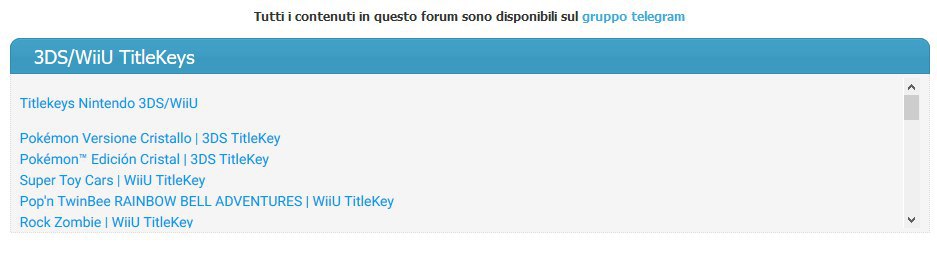 Tutti i contenuti in questo forum sono disponibili sul gruppo telegram
3DS/WiiU TitleKeys
Titlekeys Nintendo 3DS/WiiU
Pokémon Versione Cristallo | 3DS TitleKey
Pokémon™ Edición Cristal | 3DS TitleKey
Super Toy Cars | WiiU TitleKey
Pop'n TwinBee RAINBOW BELL ADVENTURES | WiiU TitleKey
Rock Zombie | WiiU TitleKey